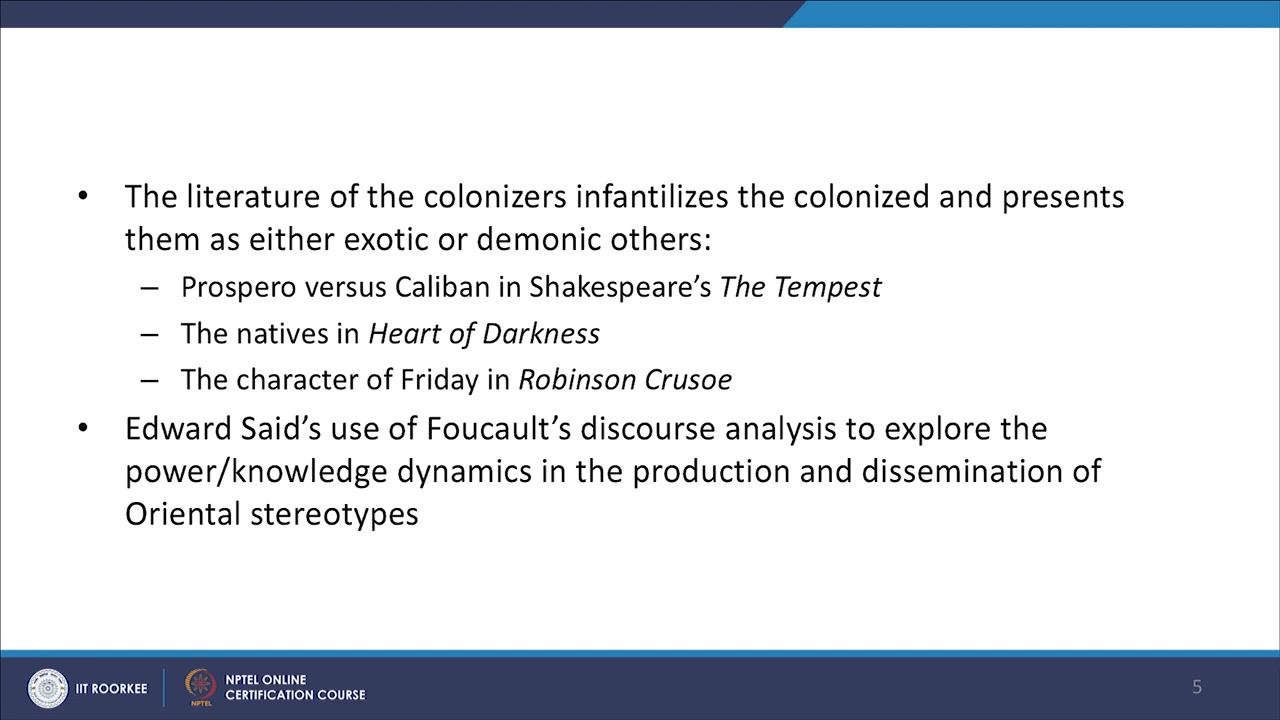 • The literature of the colonizers infantilizes the colonized and presents
them as either exotic or demonic others:
– Prospero versus Caliban in Shakespeare’s The Tempest
– The natives in Heart of Darkness
– The character of Friday in Robinson Crusoe
• Edward Said’s use of Foucault’s discourse analysis to explore the
power/knowledge dynamics in the production and dissemination of
Oriental stereotypes
IIT ROORKEE
NPTEL
NPTEL ONLINE
CERTIFICATION COURSE
5